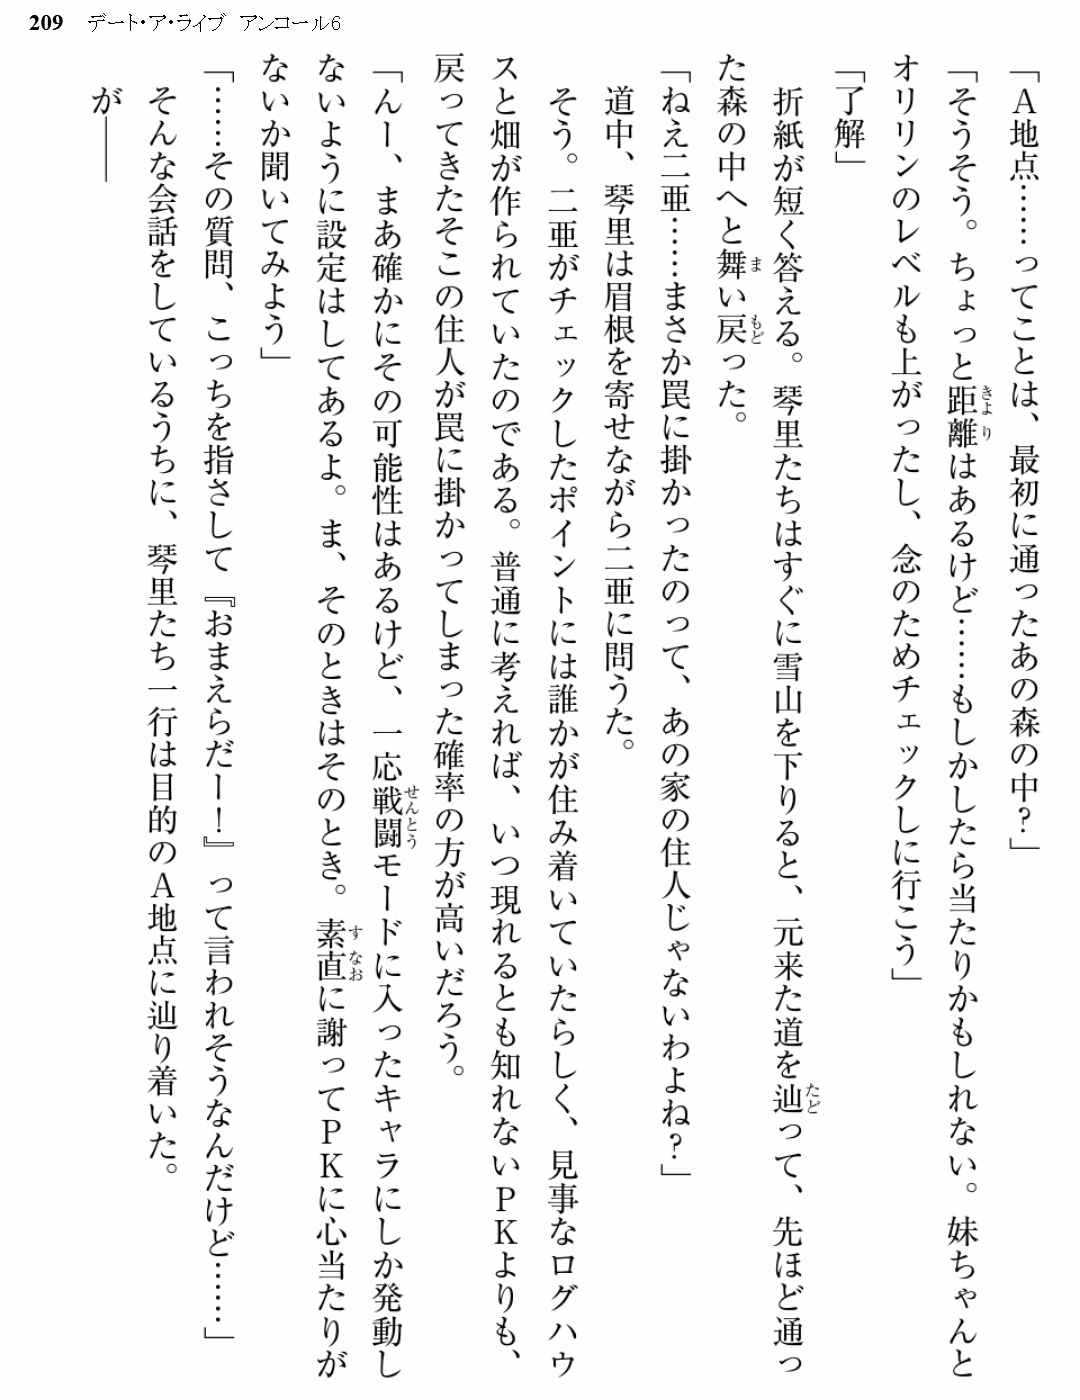 209 デート・ア・ライブ アンコール6
「Ａ地点……ってことは、最初に通ったあの森の中？」
「そうそう。ちょっと距離はあるけど……もしかしたら当たりかもしれない。妹ちゃんと
オリリンのレベルも上がったし、念のためチェックしに行こう」
「了解」
　折紙が短く答える。琴里たちはすぐに雪山を下りると、元来た道を辿って、先ほど通っ
た森の中へと舞い戻った。
「ねえ二亜……まさか罠に掛かったのって、あの家の住人じゃないわよね？」
　道中、琴里は眉根を寄せながら二亜に問うた。
　そう。二亜がチェックしたポイントには誰かが住み着いていたらしく、見事なログハウ
スと畑が作られていたのである。普通に考えれば、いつ現れるとも知れないＰＫよりも、
戻ってきたそこの住人が罠に掛かってしまった確率の方が高いだろう。
「んー、まあ確かにその可能性はあるけど、一応戦闘モードに入ったキャラにしか発動し
ないように設定はしてあるよ。ま、そのときはそのとき。素直に謝ってＰＫに心当たりが
ないか聞いてみよう」
「……その質問、こっちを指さして『おまえらだー！』って言われそうなんだけど……」
　そんな会話をしているうちに、琴里たち一行は目的のＡ地点に辿り着いた。
　が――